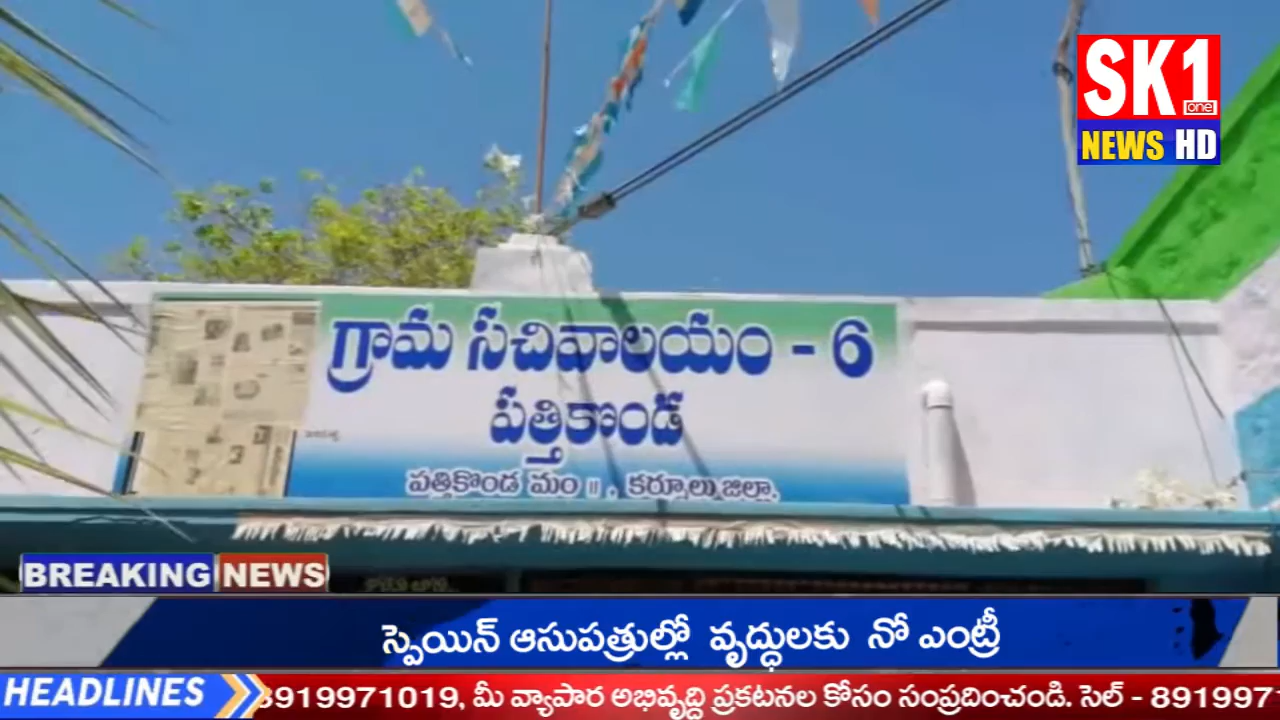 SK1
one
NEWS HD
గ్రామ సచివాలయం - 6
పత్తికొండ
పత్తికొండ మం ॥ . కర్నూలు జిల్లా.
BREAKING NEWS
స్పెయిన్ ఆసుపత్రుల్లో వృద్ధులకు నో ఎంట్రీ
HEADLINES
8919971019, మీ వ్యాపార అభివృద్ధి ప్రకటనల కోసం సంప్రదించండి. సెల్ - 891997